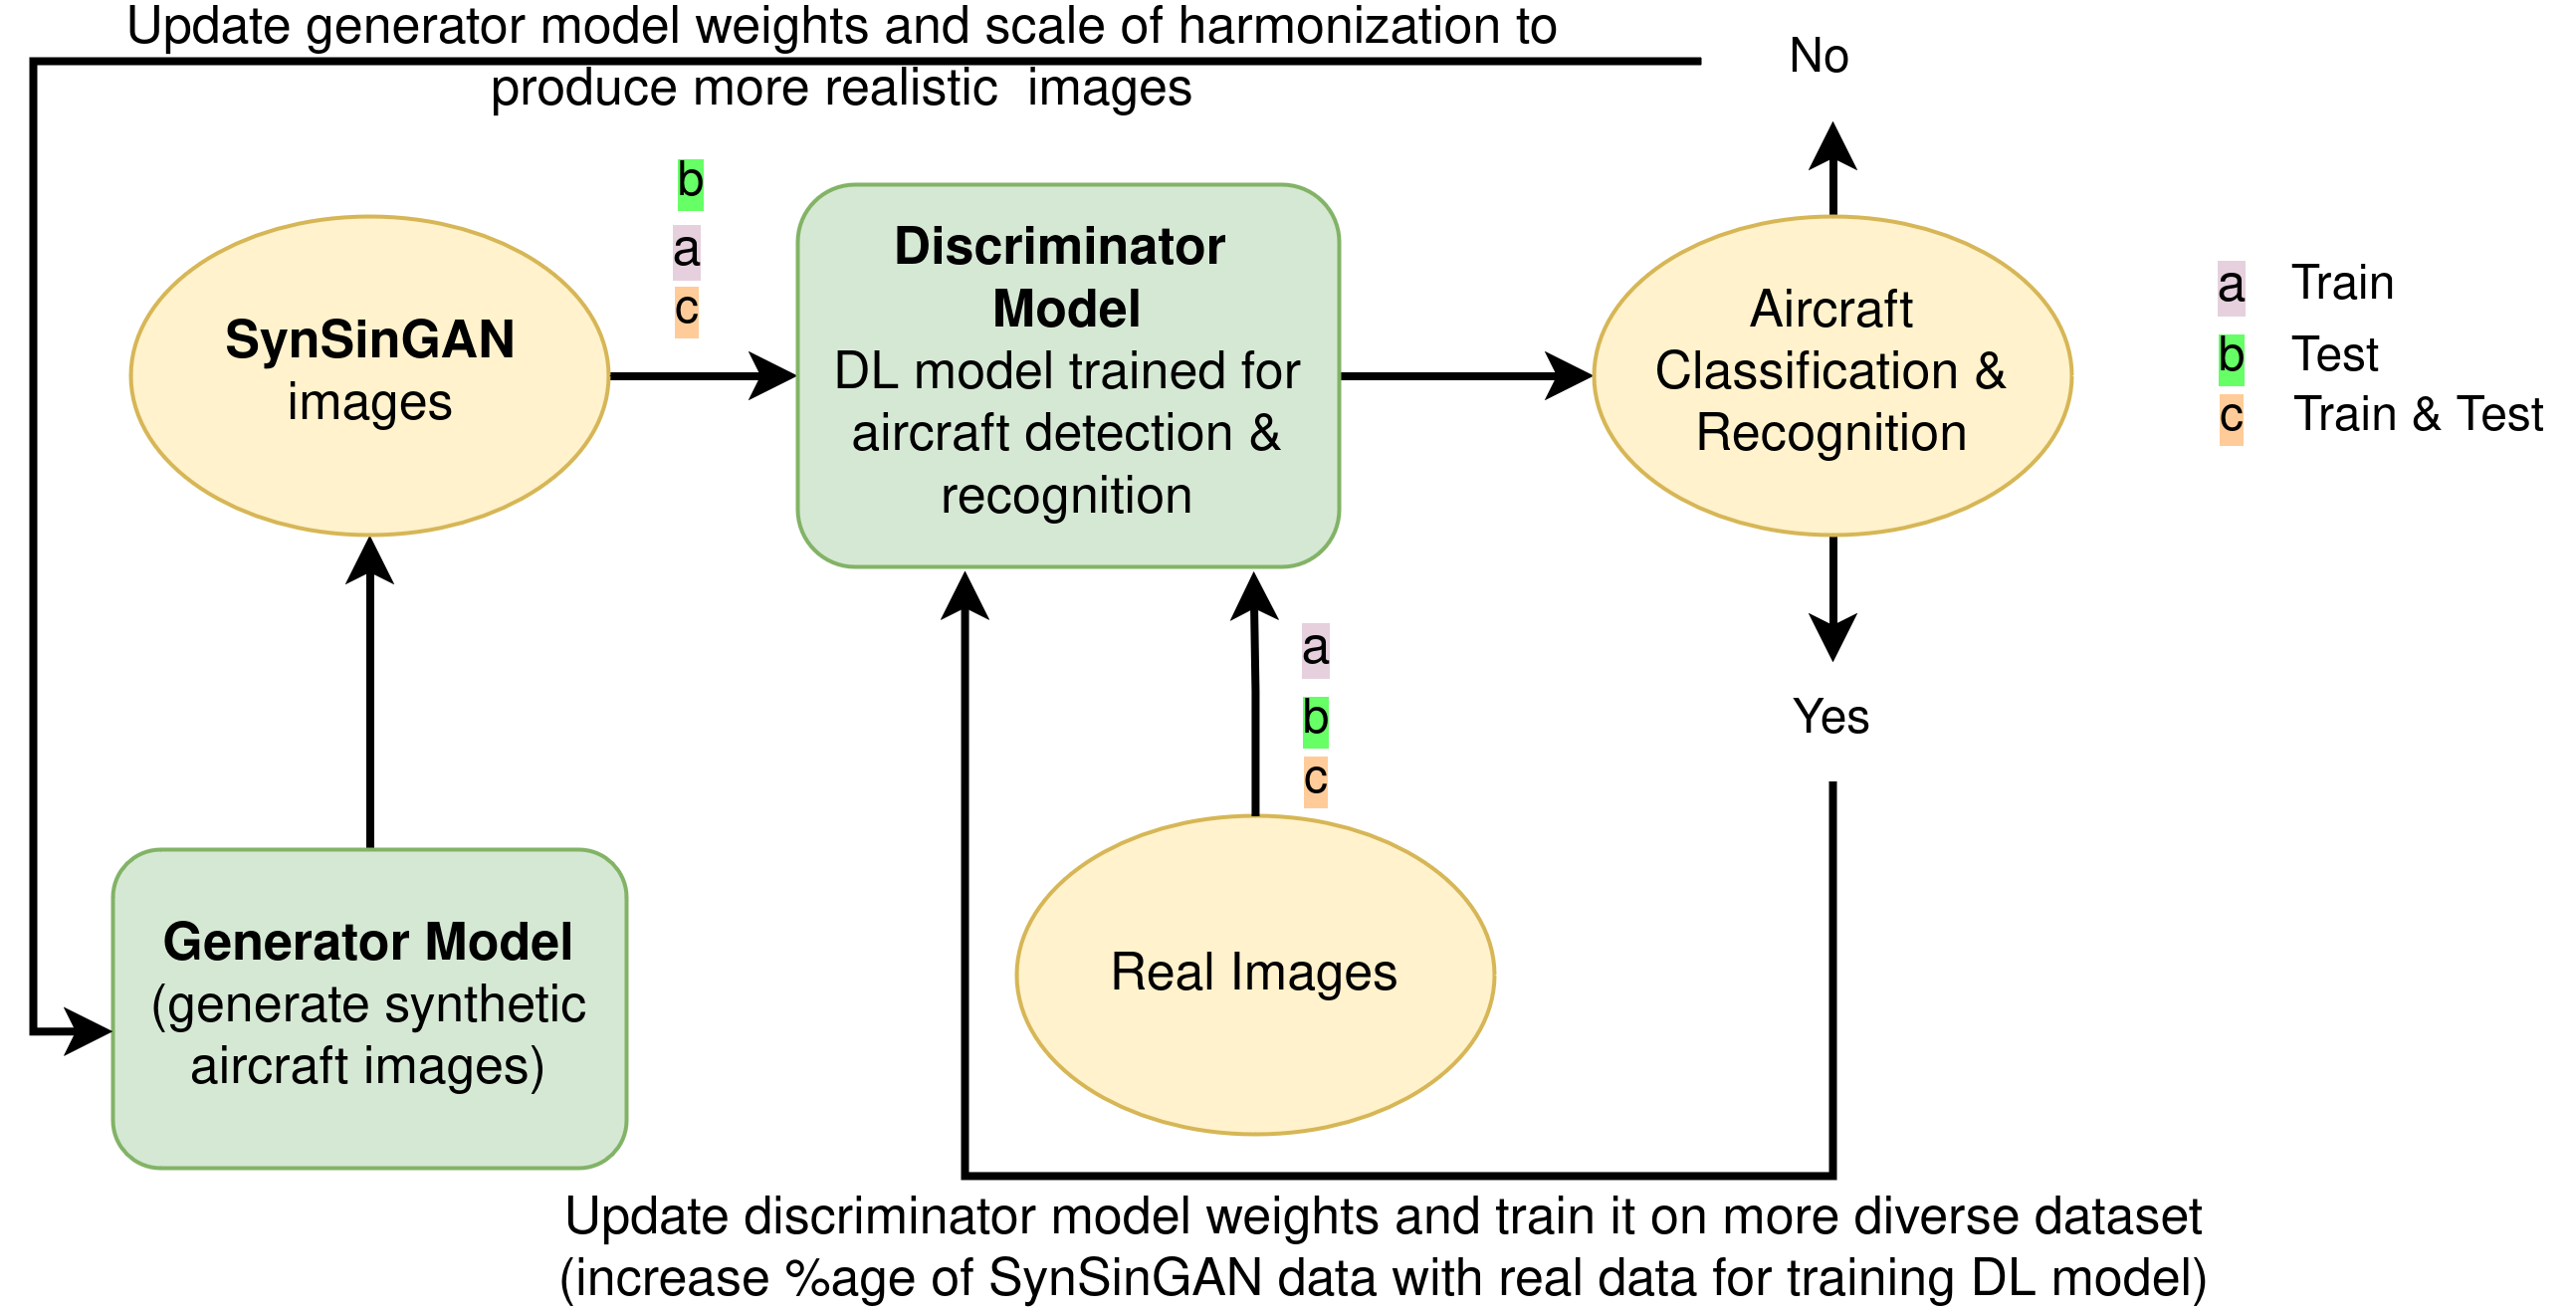 Update generator model weights and scale of harmonization to
produce more realistic  images
No
b
a
c
SynSinGAN
images
Discriminator
Model
DL model trained for
aircraft detection &
recognition
Aircraft
Classification &
Recognition
a Train
b Test
c Train & Test
a
b
c
Yes
Generator Model
(generate synthetic
aircraft images)
Real Images
Update discriminator model weights and train it on more diverse dataset
(increase %age of SynSinGAN data with real data for training DL model)